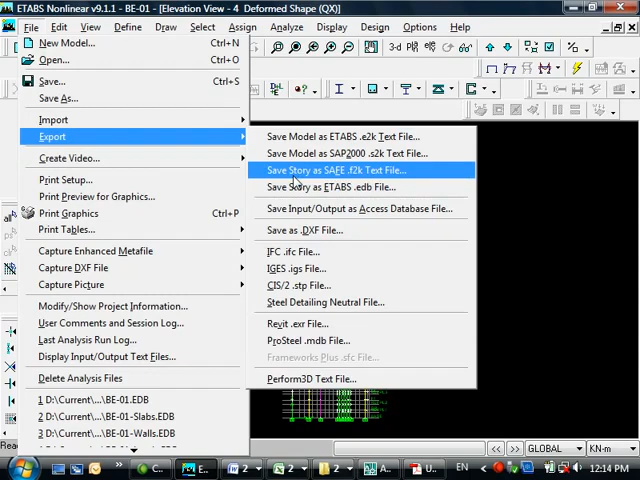 ETABS Nonlinear v9.1.1 - BE-01 - [Elevation View - 4 Deformed Shape (QX)]
File Edit View Define Draw Select Assign Analyze Display Design Options
New Model... Ctrl+N
Open... Ctrl+O
Save... Ctrl+S
Save As...
Import
Export
Create Video...
Print Setup...
Print Preview for Graphics...
Print Graphics Ctrl+P
Print Tables...
Capture Enhanced Metafile
Capture DXF File
Capture Picture
Modify/Show Project Information...
User Comments and Session Log...
Last Analysis Run Log...
Display Input/Output Text Files...
Delete Analysis Files
1 D:\Current\...\BE-01.EDB
2 D:\Current\...\BE-01-Slabs.EDB
3 D:\Current\...\BE-01-Walls.EDB
Save Model as ETABS .e2k Text File...
Save Model as SAP2000 .s2k Text File...
Save Story as SAFE .f2k Text File...
Save Story as ETABS .edb File...
Save Input/Output as Access Database File...
Save as .DXF File...
IFC .ifc File...
IGES .igs File...
CIS/2 .stp File...
Steel Detailing Neutral File...
Revit .exr File...
ProSteel .mdb File...
Frameworks Plus .sfc File...
Perform3D Text File...
3-d
GLOBAL KN-m
EN 12:14 PM